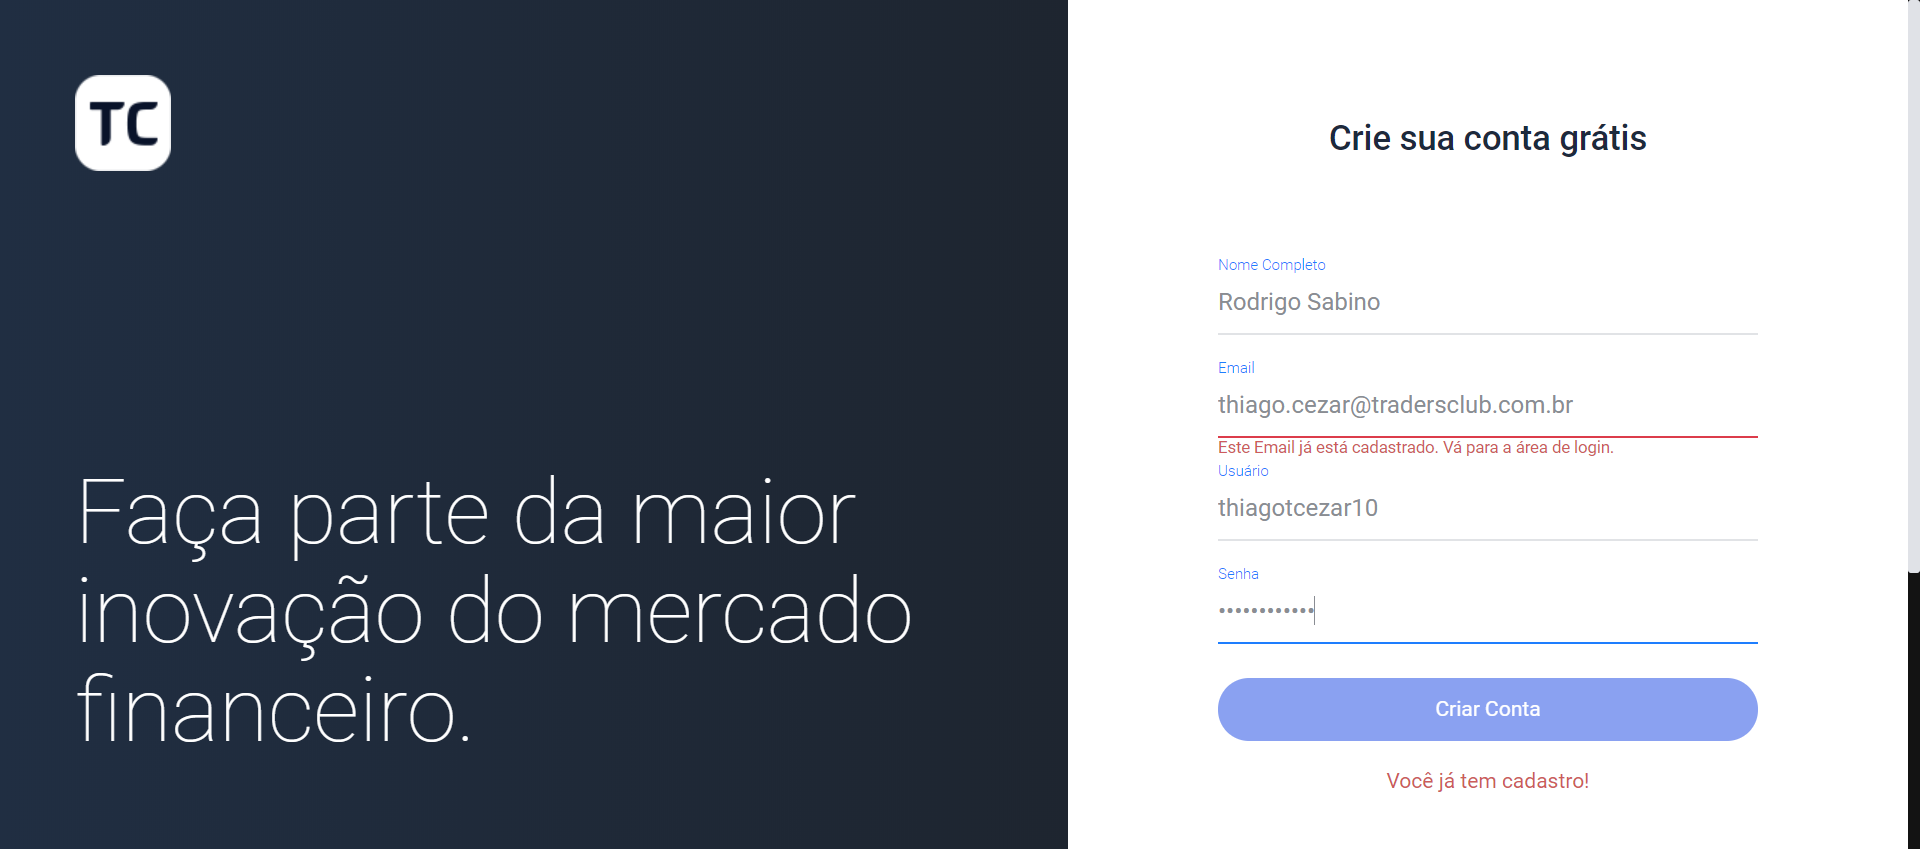 TC
Faça parte da maior
inovação do mercado
financeiro.
Crie sua conta grátis
Nome Completo
Rodrigo Sabino
Email
thiago.cezar@tradersclub.com.br
Este Email já está cadastrado. Vá para a área de login.
Usuário
thiagotcezar10
Senha
••••••••••••
Criar Conta
Você já tem cadastro!